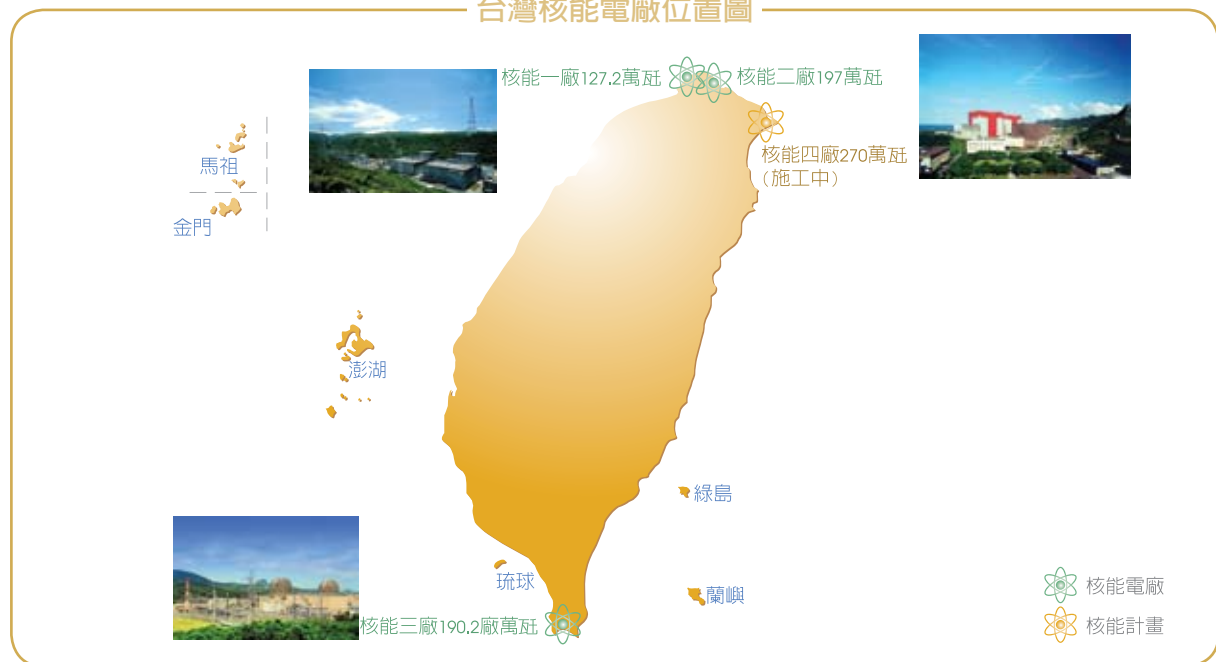 台灣核能電廠位置圖
核能一廠127.2萬瓩
核能二廠197萬瓩
核能四廠270萬瓩
（施工中）
馬祖
金門
澎湖
綠島
琉球
蘭嶼
核能三廠190.2廠萬瓩
核能電廠
核能計畫